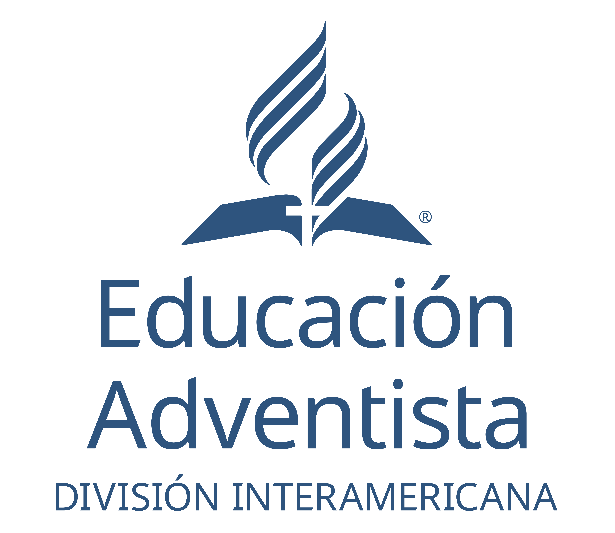 ®
Educación
Adventista
DIVISIÓN INTERAMERICANA